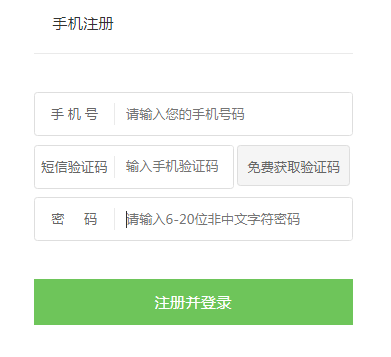 手机注册
手 机 号 请输入您的手机号码
短信验证码 输入手机验证码 免费获取验证码
密 码 请输入6-20位非中文字符密码
注册并登录